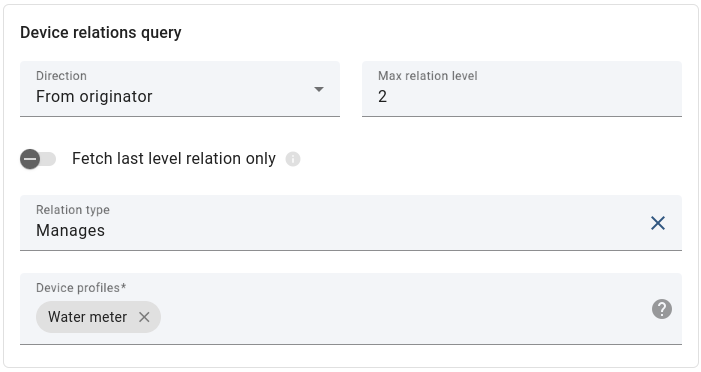 Device relations query
Direction
From originator
Max relation level
2
Fetch last level relation only
Relation type
Manages
Device profiles*
Water meter